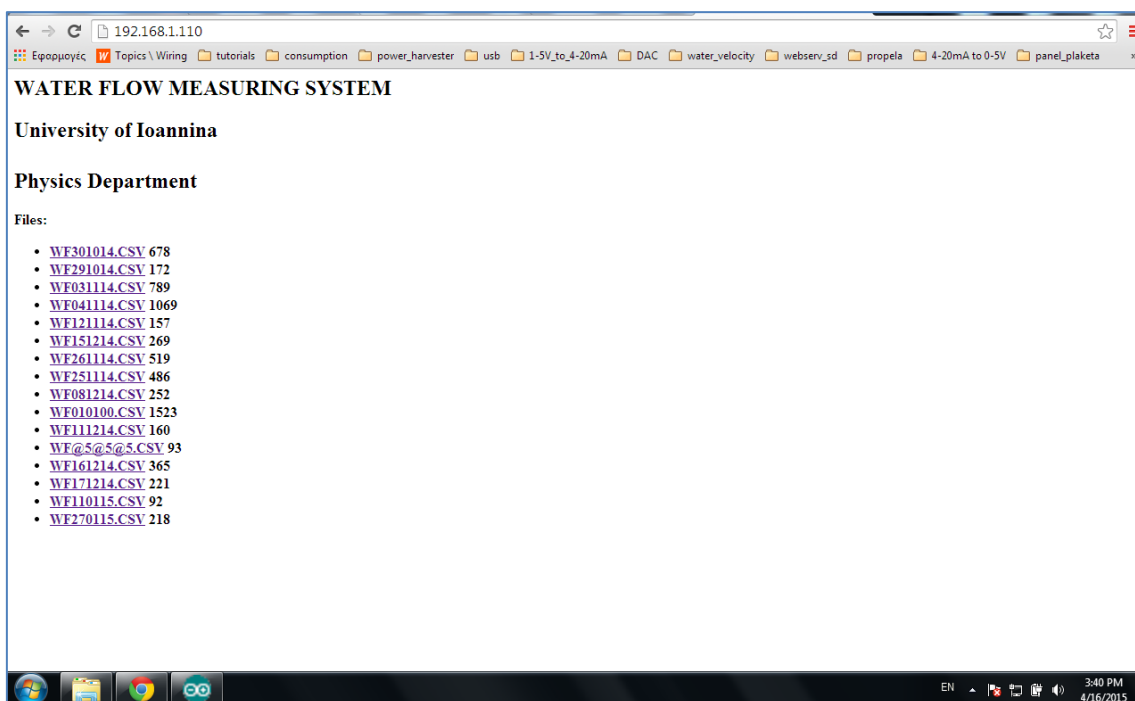 192.168.1.110
Εφαρμογές Topics \ Wiring tutorials consumption power_harvester usb 1-5V_to_4-20mA DAC water_velocity webserv_sd propela 4-20mA to 0-5V panel_plaketa »
WATER FLOW MEASURING SYSTEM
University of Ioannina
Physics Department
Files:
• WF301014.CSV 678
• WF291014.CSV 172
• WF031114.CSV 789
• WF041114.CSV 1069
• WF121114.CSV 157
• WF151214.CSV 269
• WF261114.CSV 519
• WF251114.CSV 486
• WF081214.CSV 252
• WF010100.CSV 1523
• WF111214.CSV 160
• WF@5@5@5.CSV 93
• WF161214.CSV 365
• WF171214.CSV 221
• WF110115.CSV 92
• WF270115.CSV 218
EN 3:40 PM
4/16/2015